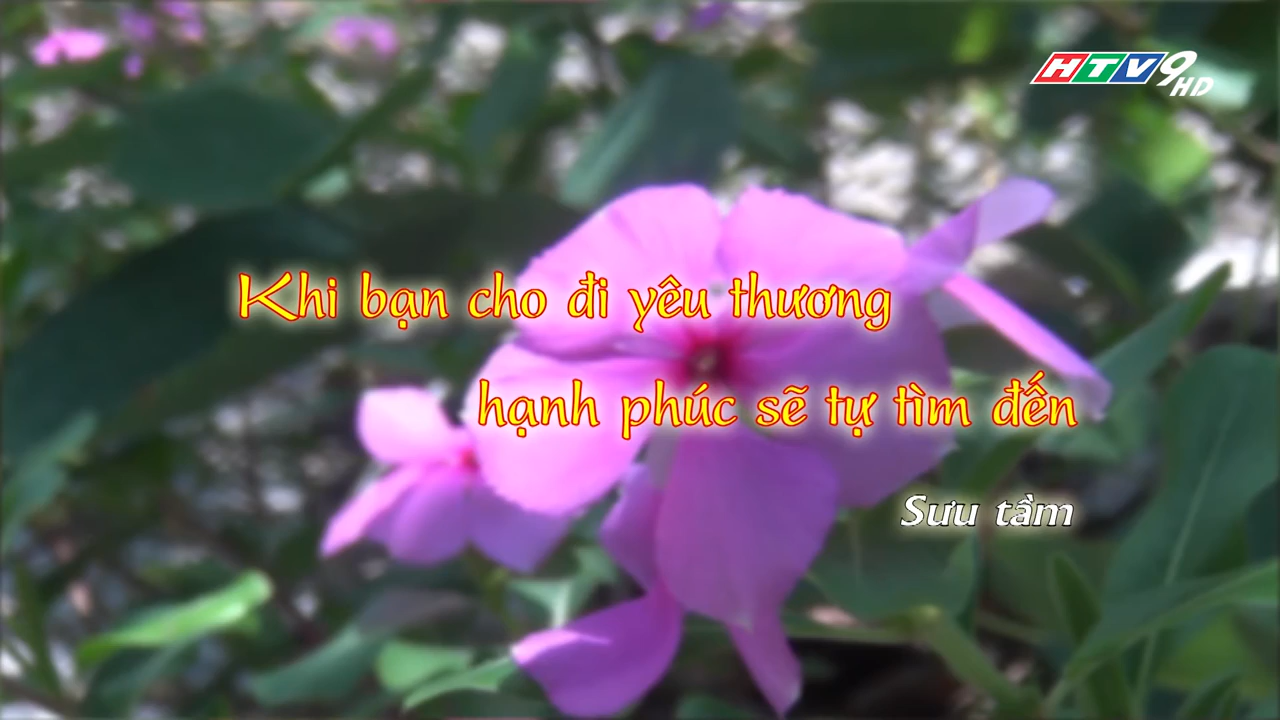 HTV9
HD
Khi bạn cho đi yêu thương
hạnh phúc sẽ tự tìm đến
Sưu tầm